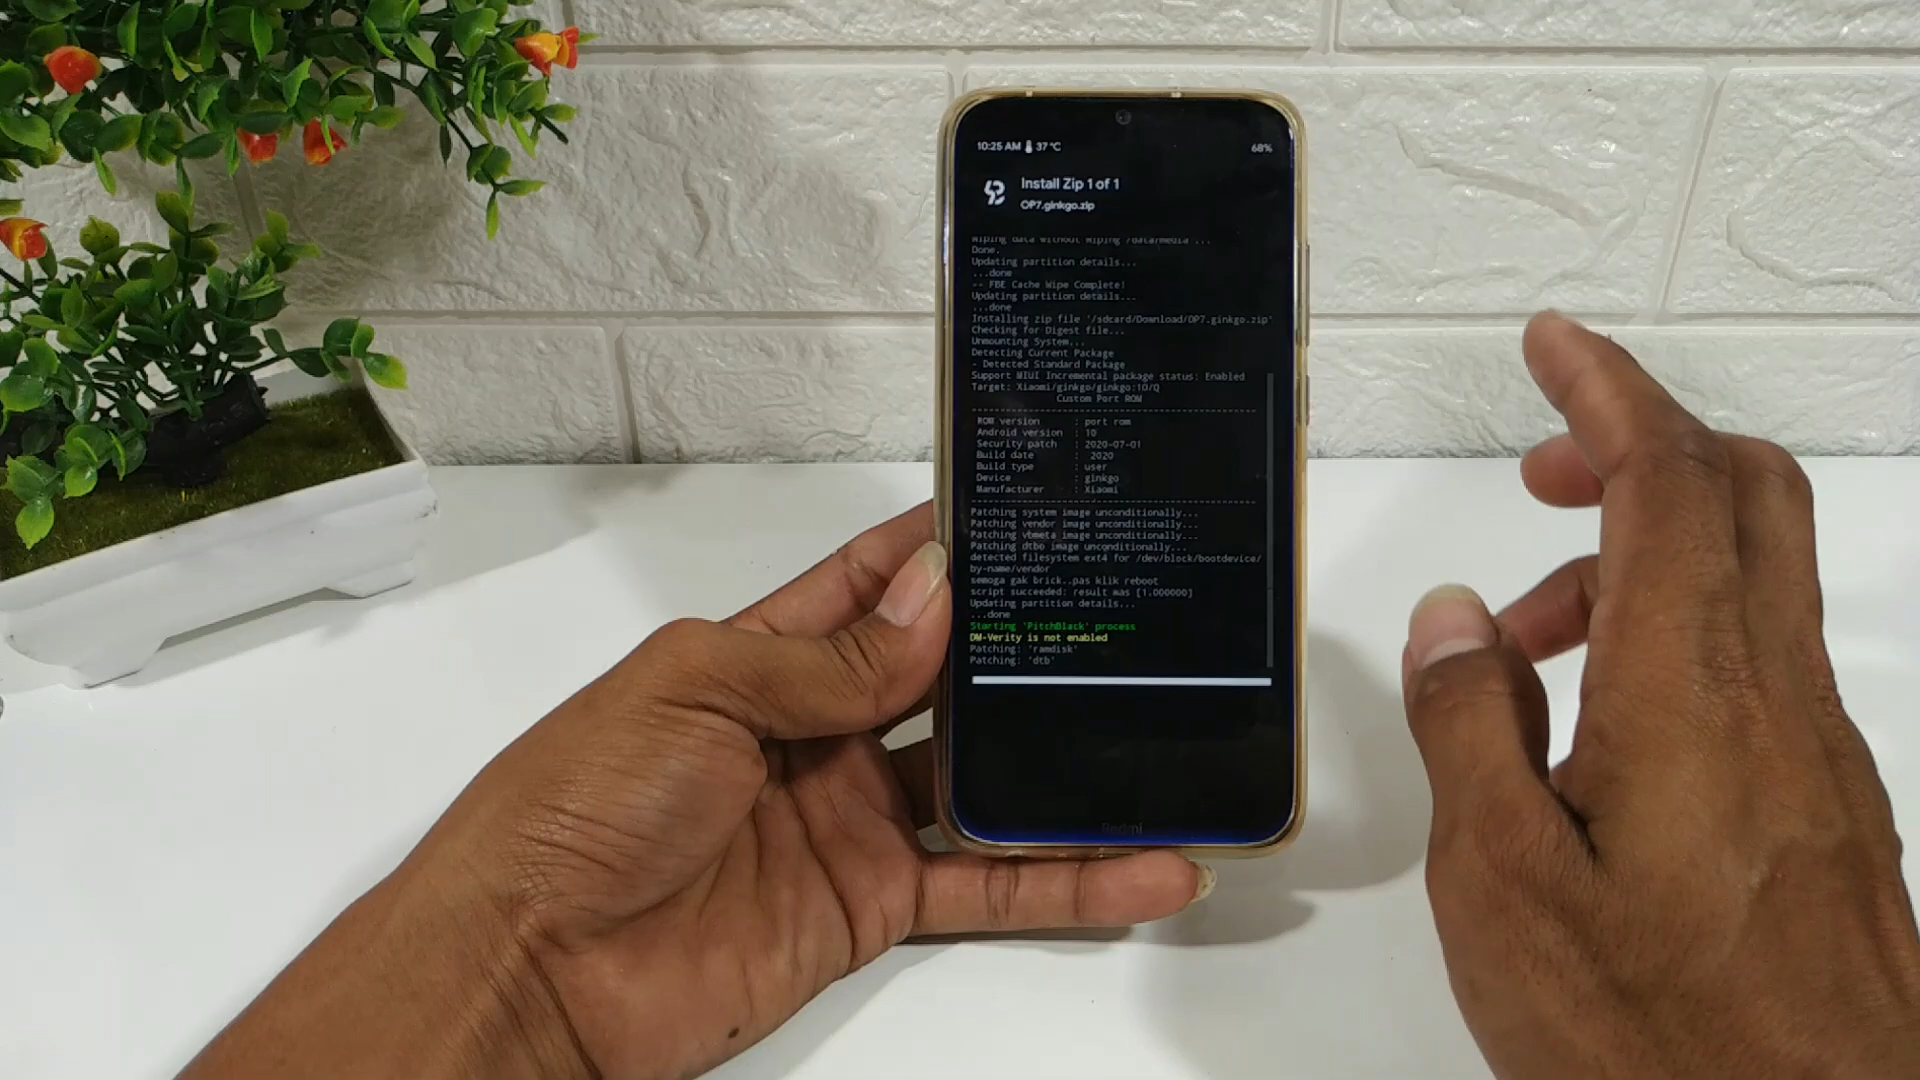 10:25 AM 37 °C 68%
Install Zip 1 of 1
OP7.ginkgo.zip
Wiping data without wiping /data/media ...
Done.
Updating partition details...
...done
-- FBE Cache Wipe Complete!
Updating partition details...
...done
Installing zip file '/sdcard/Download/OP7.ginkgo.zip'
Checking for Digest file...
Unmounting System...
Detecting Current Package
- Detected Standard Package
Support MIUI Incremental package status: Enabled
Target: Xiaomi/ginkgo/ginkgo:10/Q
Custom Port ROM
--------------------------------------------------
ROM version : port rom
Android version : 10
Security patch : 2020-07-01
Build date : 2020
Build type : user
Device : ginkgo
Manufacturer : Xiaomi
--------------------------------------------------
Patching system image unconditionally...
Patching vendor image unconditionally...
Patching vbmeta image unconditionally...
Patching dtbo image unconditionally...
detected filesystem ext4 for /dev/block/bootdevice/
by-name/vendor
semoga gak brick..pas klik reboot
script succeeded: result was [1.000000]
Updating partition details...
...done
Starting 'PitchBlack' process
DM-Verity is not enabled
Patching: 'ramdisk'
Patching: 'dtb'
Redmi